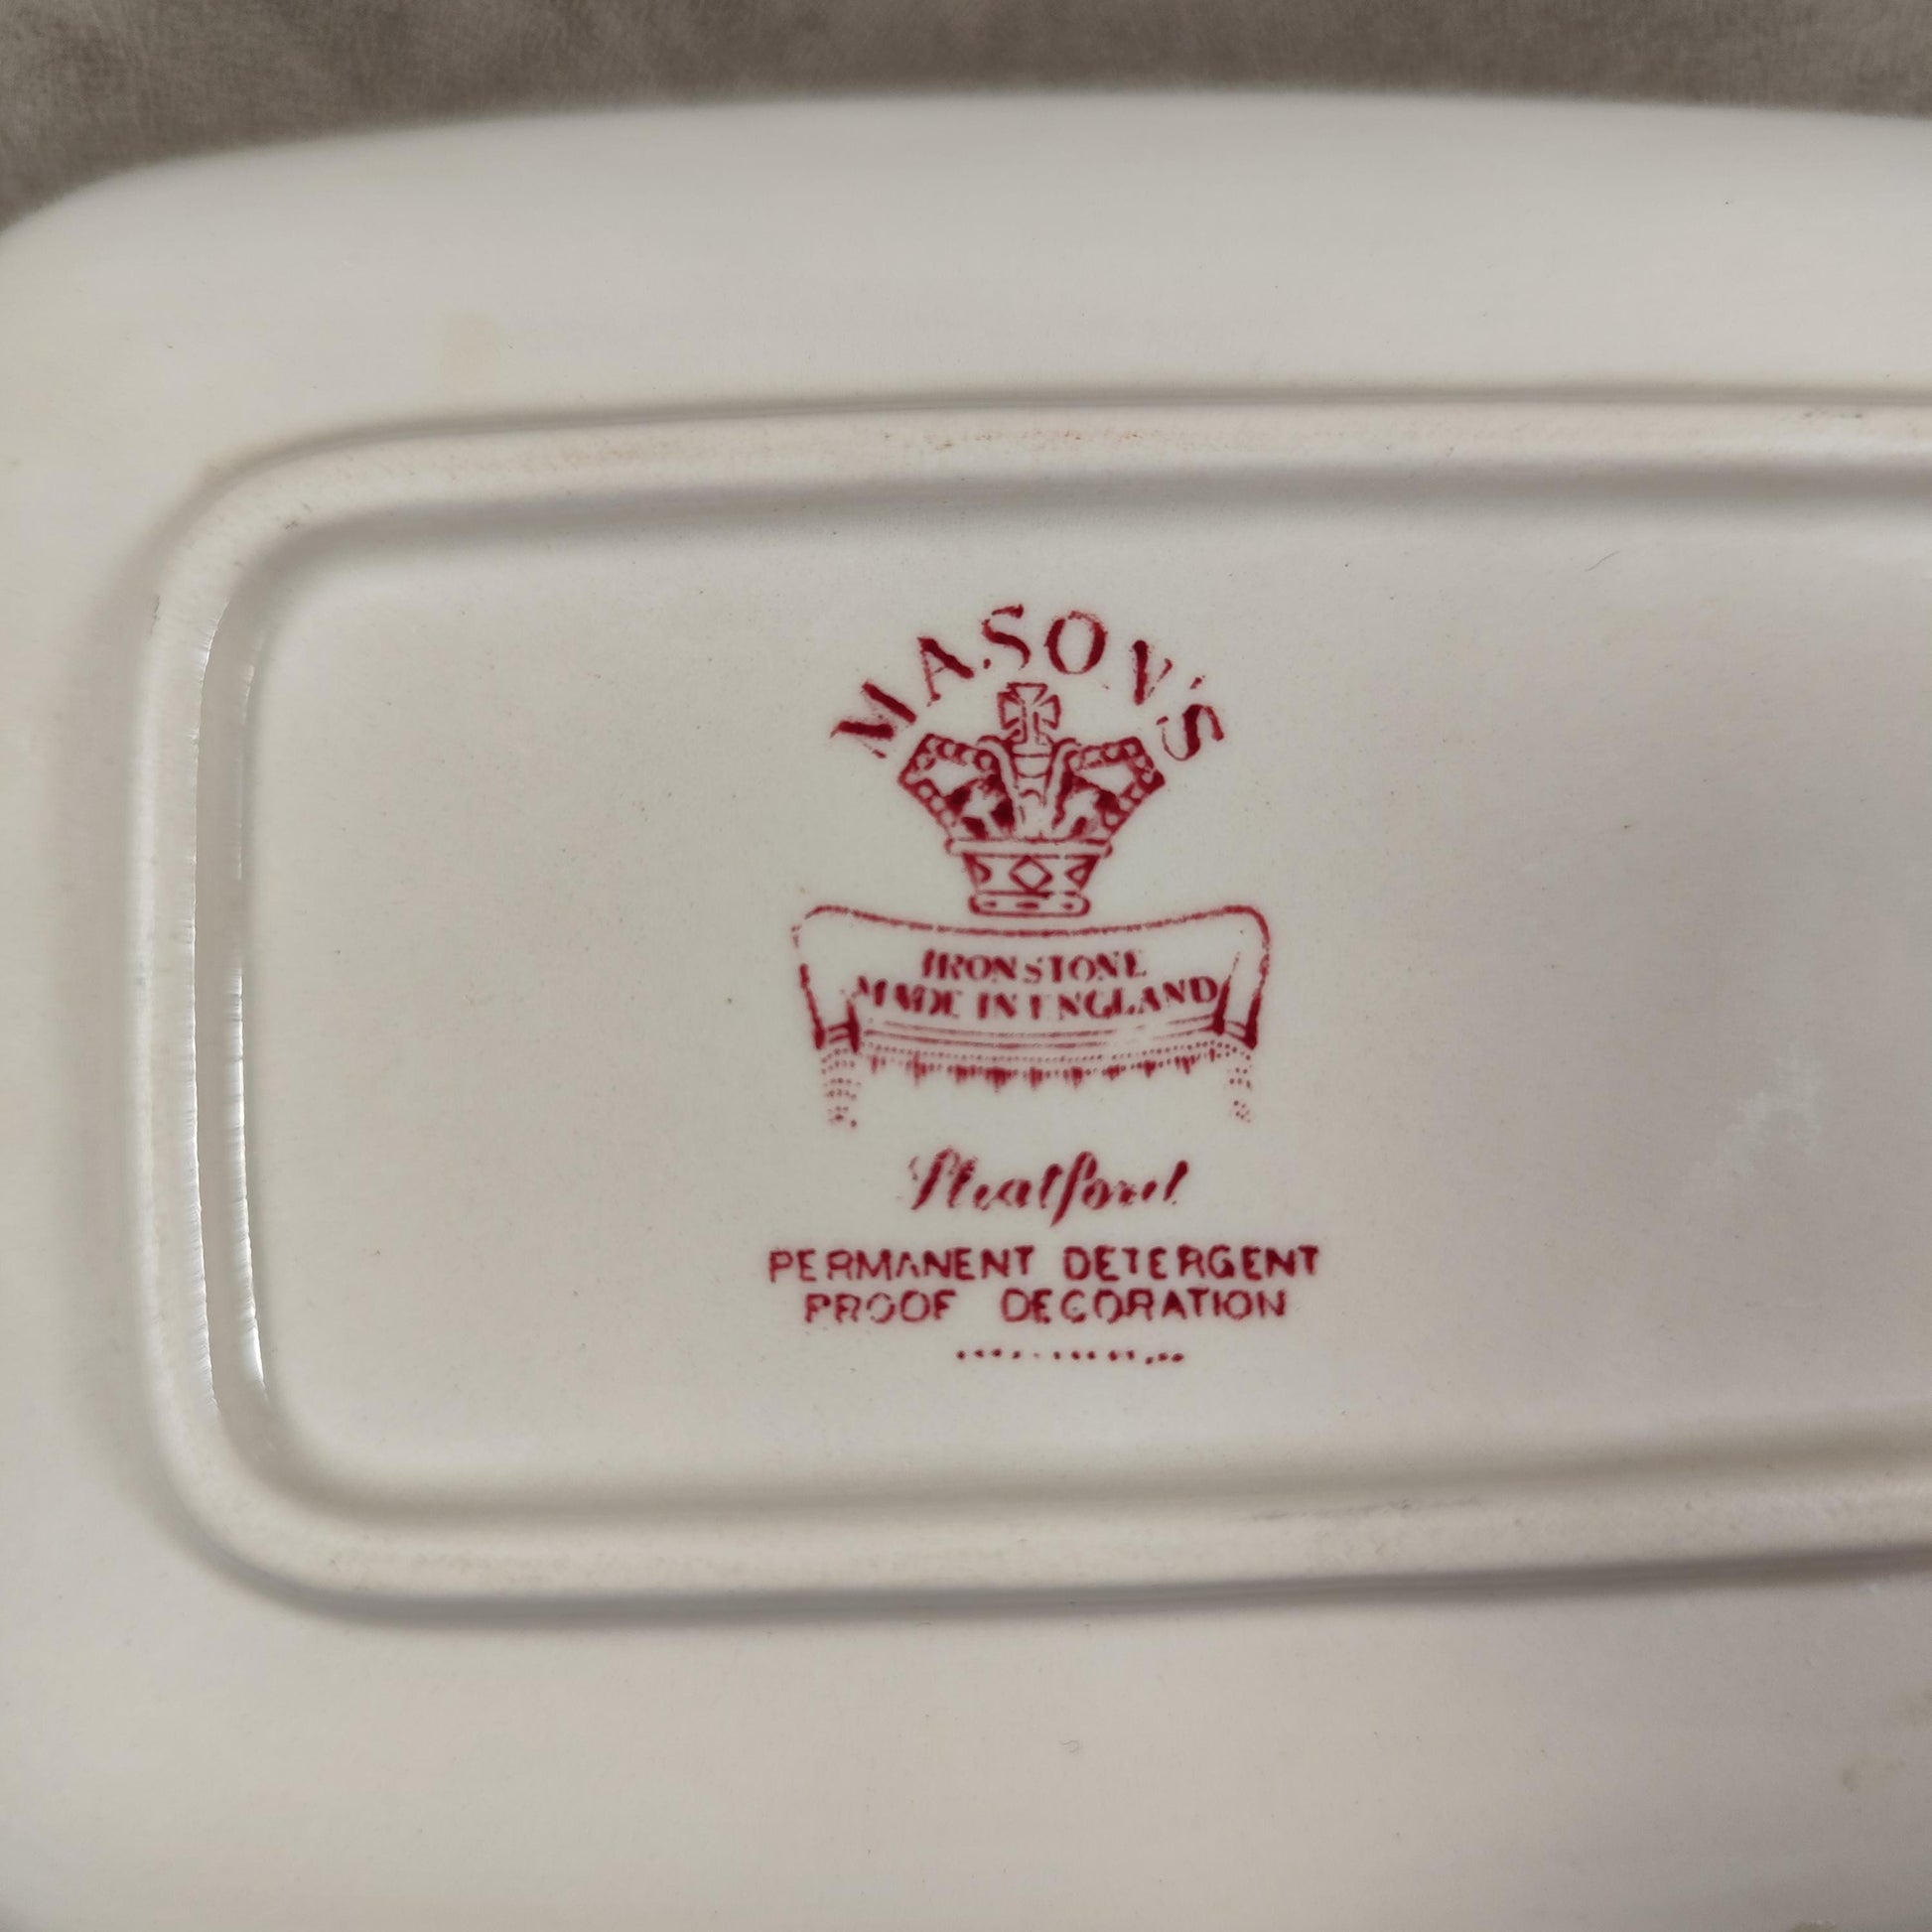 MASON'S
IRONSTONE
MADE IN ENGLAND
Stratford
PERMANENT DETERGENT
PROOF DECORATION